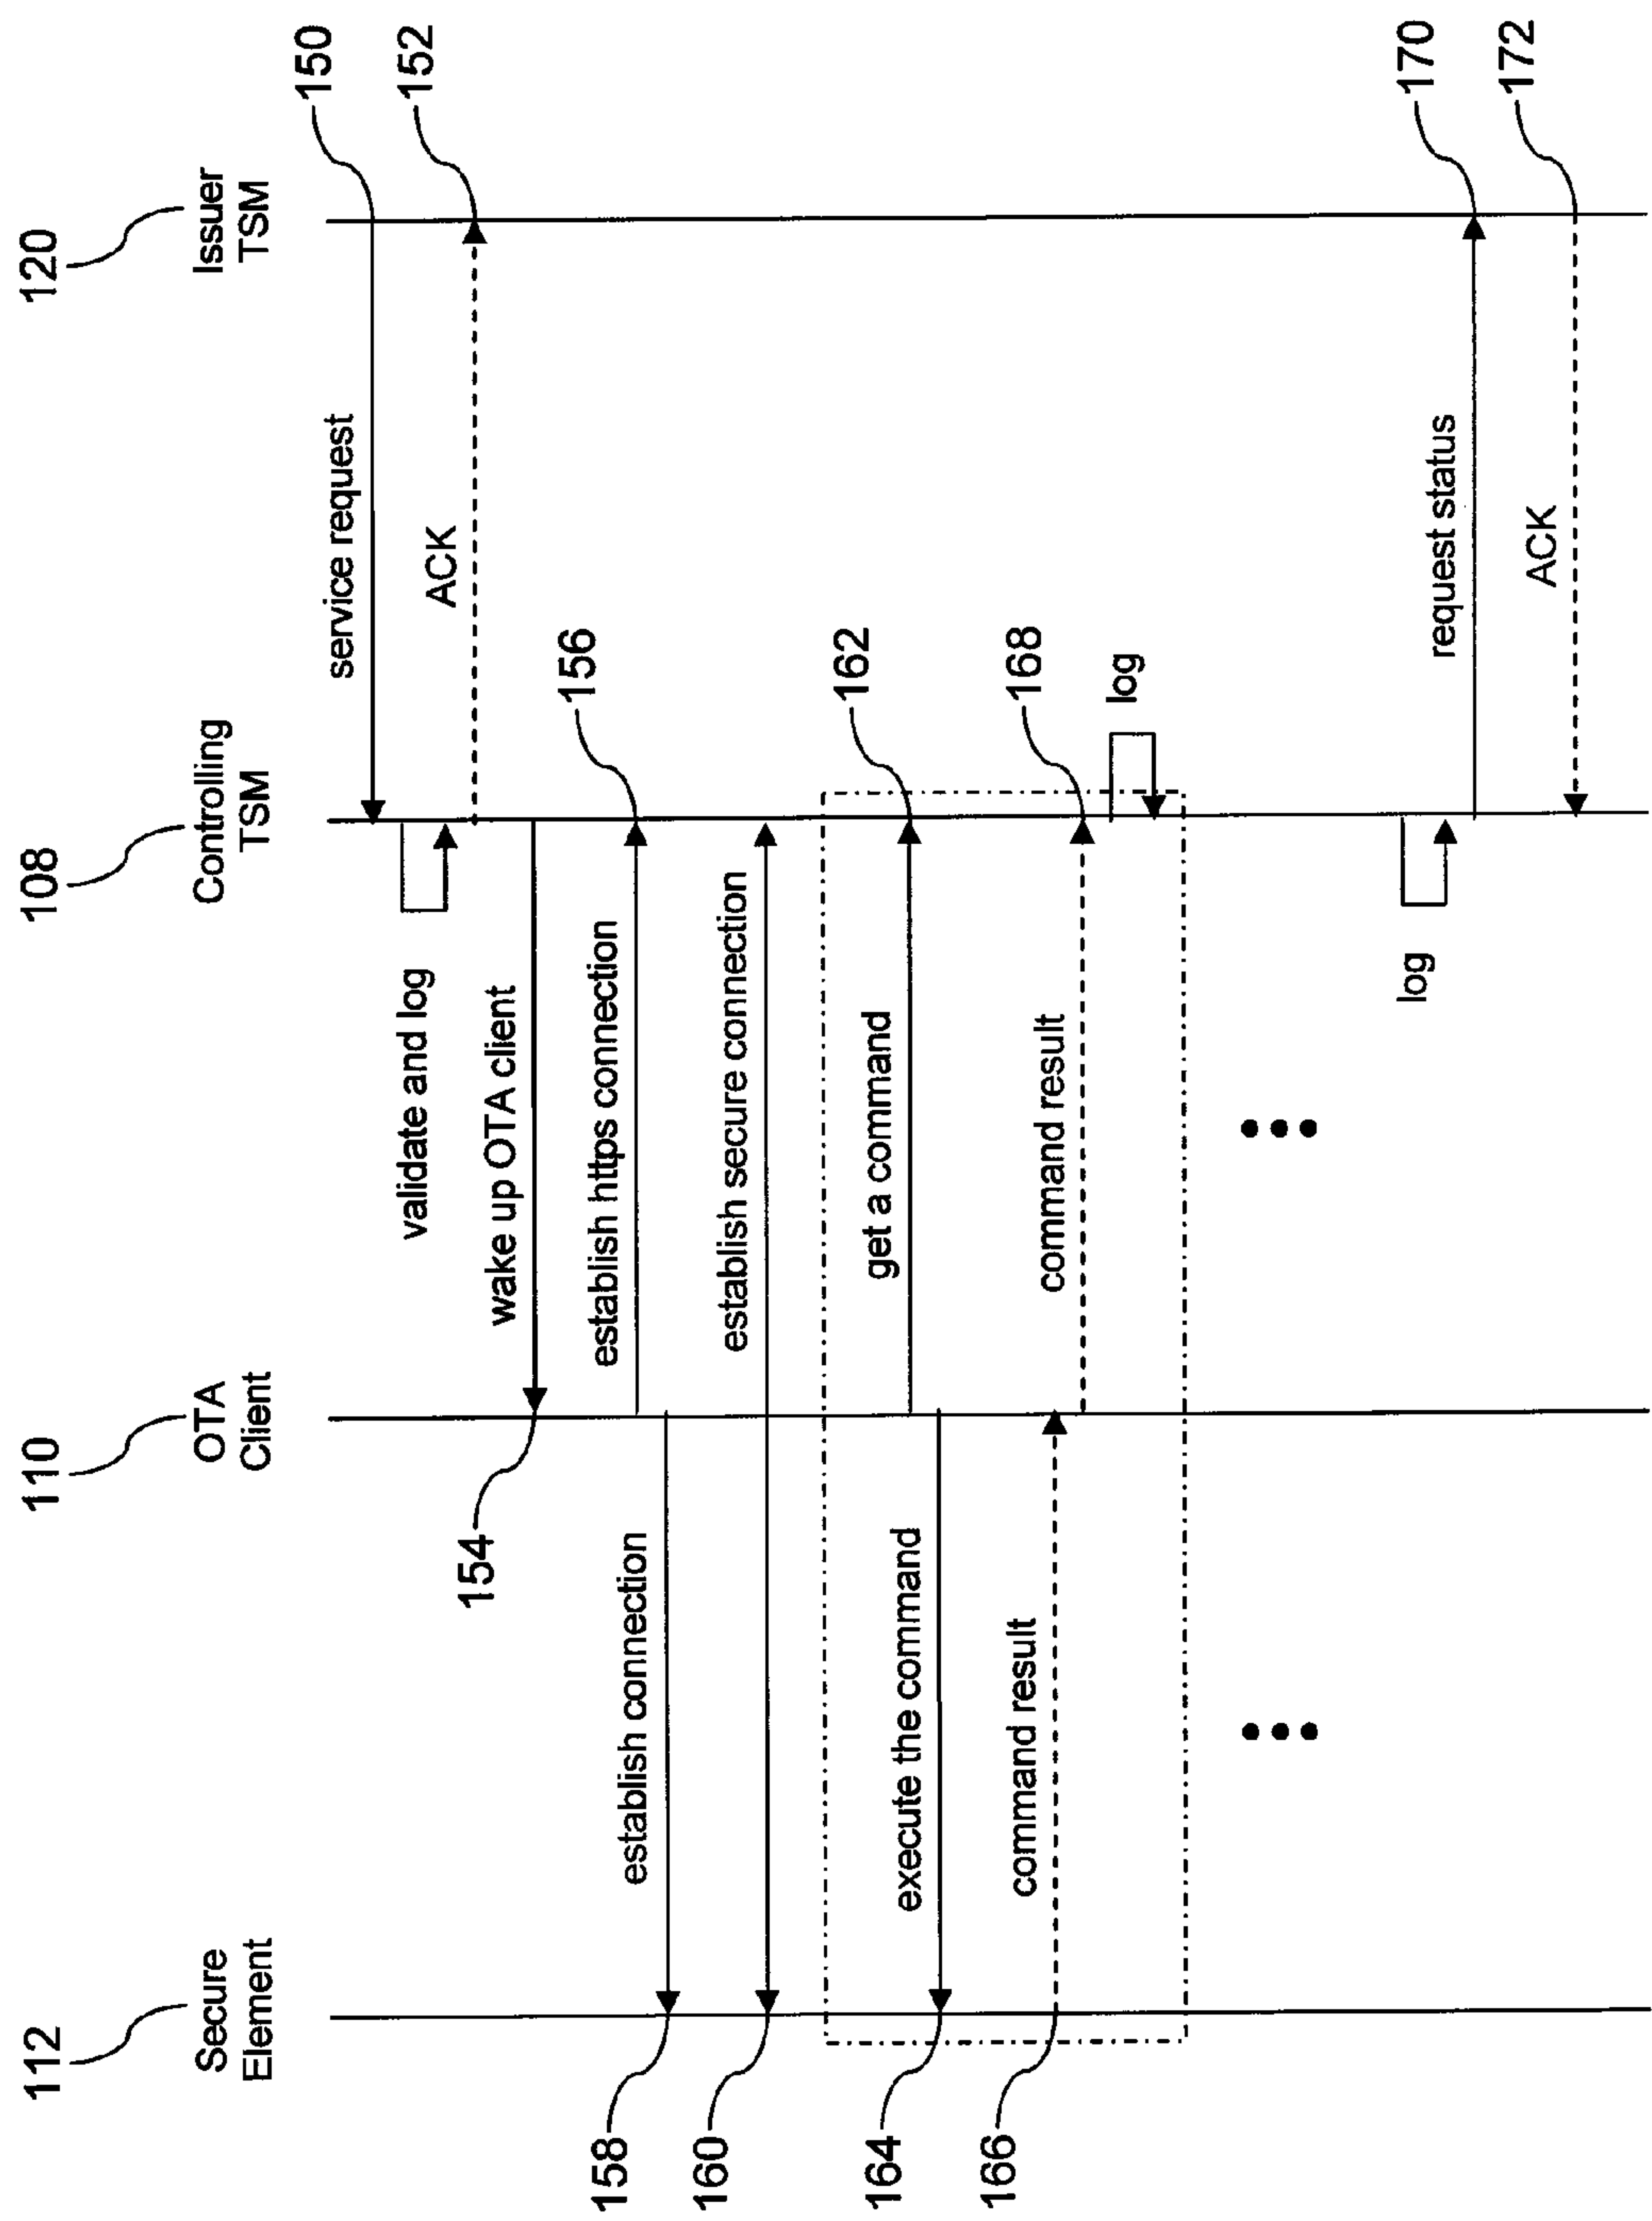 112
110
108
120
Secure
Element
OTA
Client
Controlling
TSM
Issuer
TSM
150
service request
validate and log
ACK
152
154
wake up OTA client
establish https connection
156
158
establish connection
160
establish secure connection
get a command
162
164
execute the command
166
command result
command result
168
log
log
request status
170
ACK
172